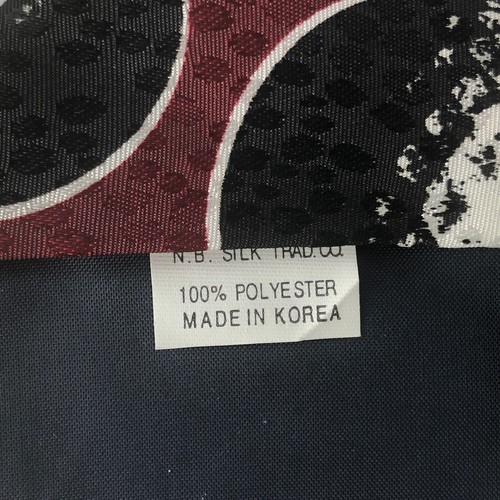 N.B. SILK TRAD.CO.
100% POLYESTER
MADE IN KOREA